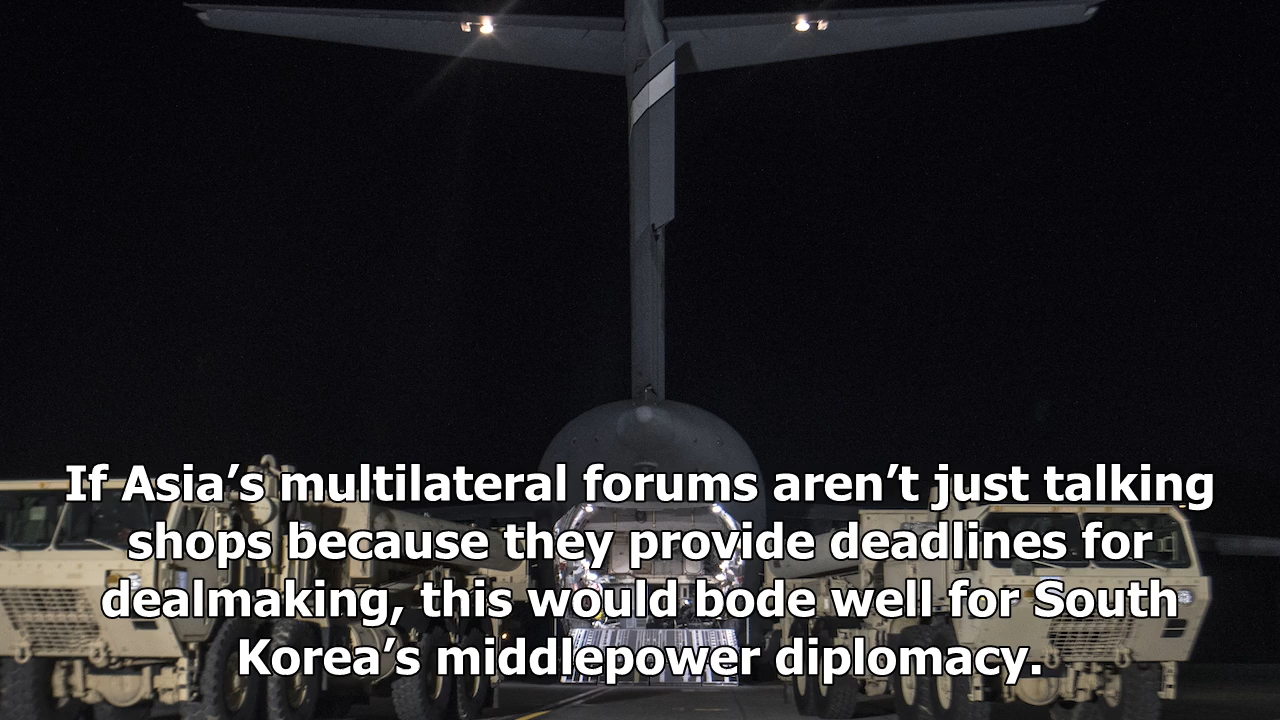 If Asia’s multilateral forums aren’t just talking
shops because they provide deadlines for
dealmaking, this would bode well for South
Korea’s middlepower diplomacy.